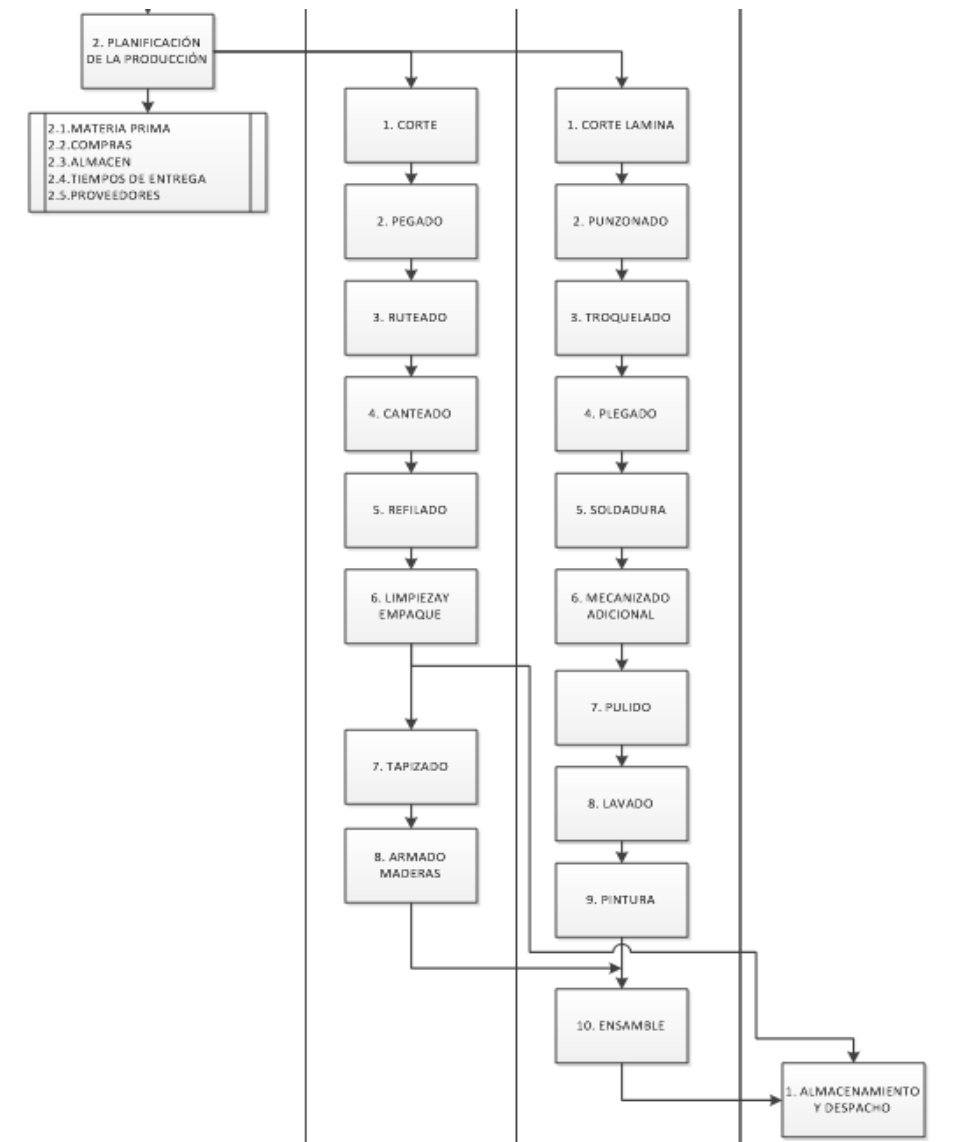 2. PLANIFICACIÓN
DE LA PRODUCCIÓN
2.1.MATERIA PRIMA
2.2.COMPRAS
2.3.ALMACEN
2.4.TIEMPOS DE ENTREGA
2.5.PROVEEDORES
1. CORTE
2. PEGADO
3. RUTEADO
4. CANTEADO
5. REFILADO
6. LIMPIEZAY
EMPAQUE
7. TAPIZADO
8. ARMADO
MADERAS
1. CORTE LAMINA
2. PUNZONADO
3. TROQUELADO
4. PLEGADO
5. SOLDADURA
6. MECANIZADO
ADICIONAL
7. PULIDO
8. LAVADO
9. PINTURA
10. ENSAMBLE
1. ALMACENAMIENTO
Y DESPACHO